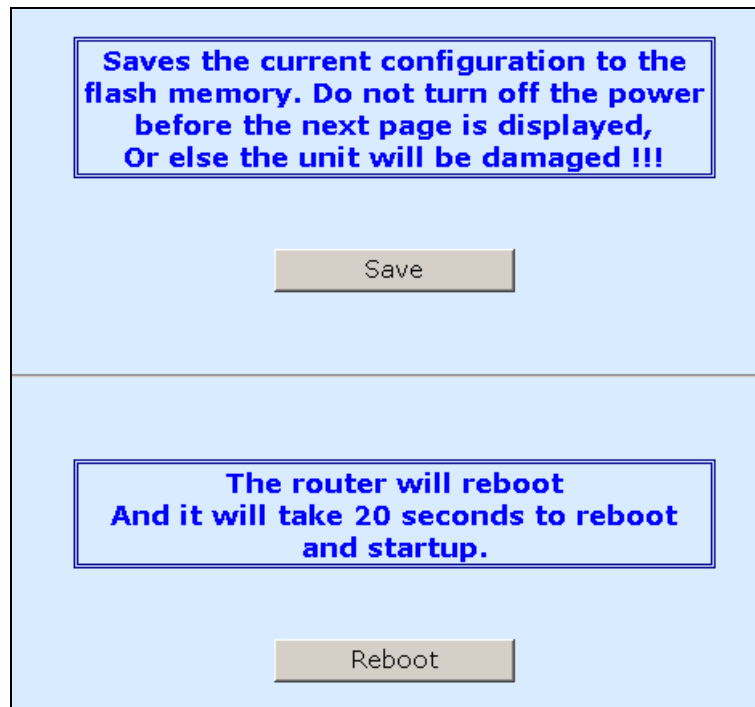 Saves the current configuration to the
flash memory. Do not turn off the power
before the next page is displayed,
Or else the unit will be damaged !!!
Save
The router will reboot
And it will take 20 seconds to reboot
and startup.
Reboot